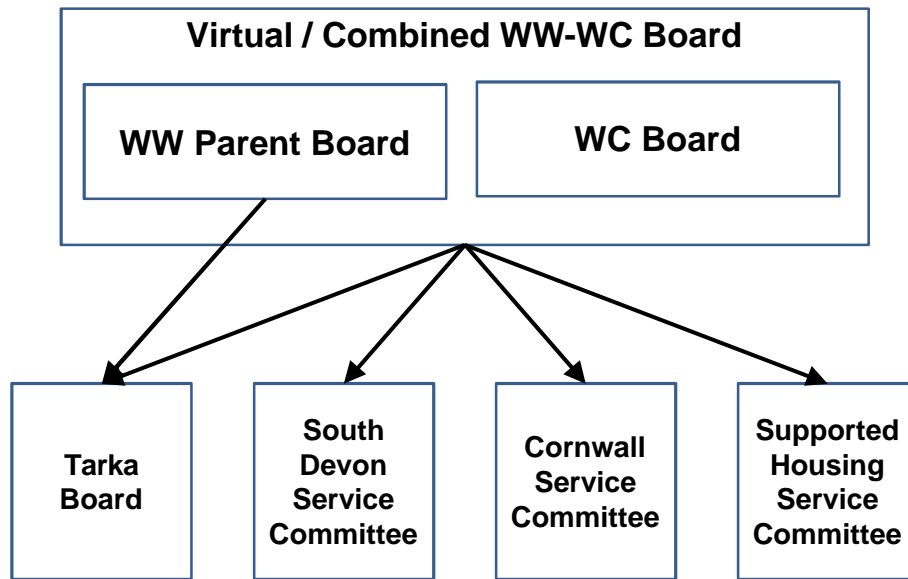 Virtual / Combined WW-WC Board
WW Parent Board
WC Board
Tarka
Board
South
Devon
Service
Committee
Cornwall
Service
Committee
Supported
Housing
Service
Committee